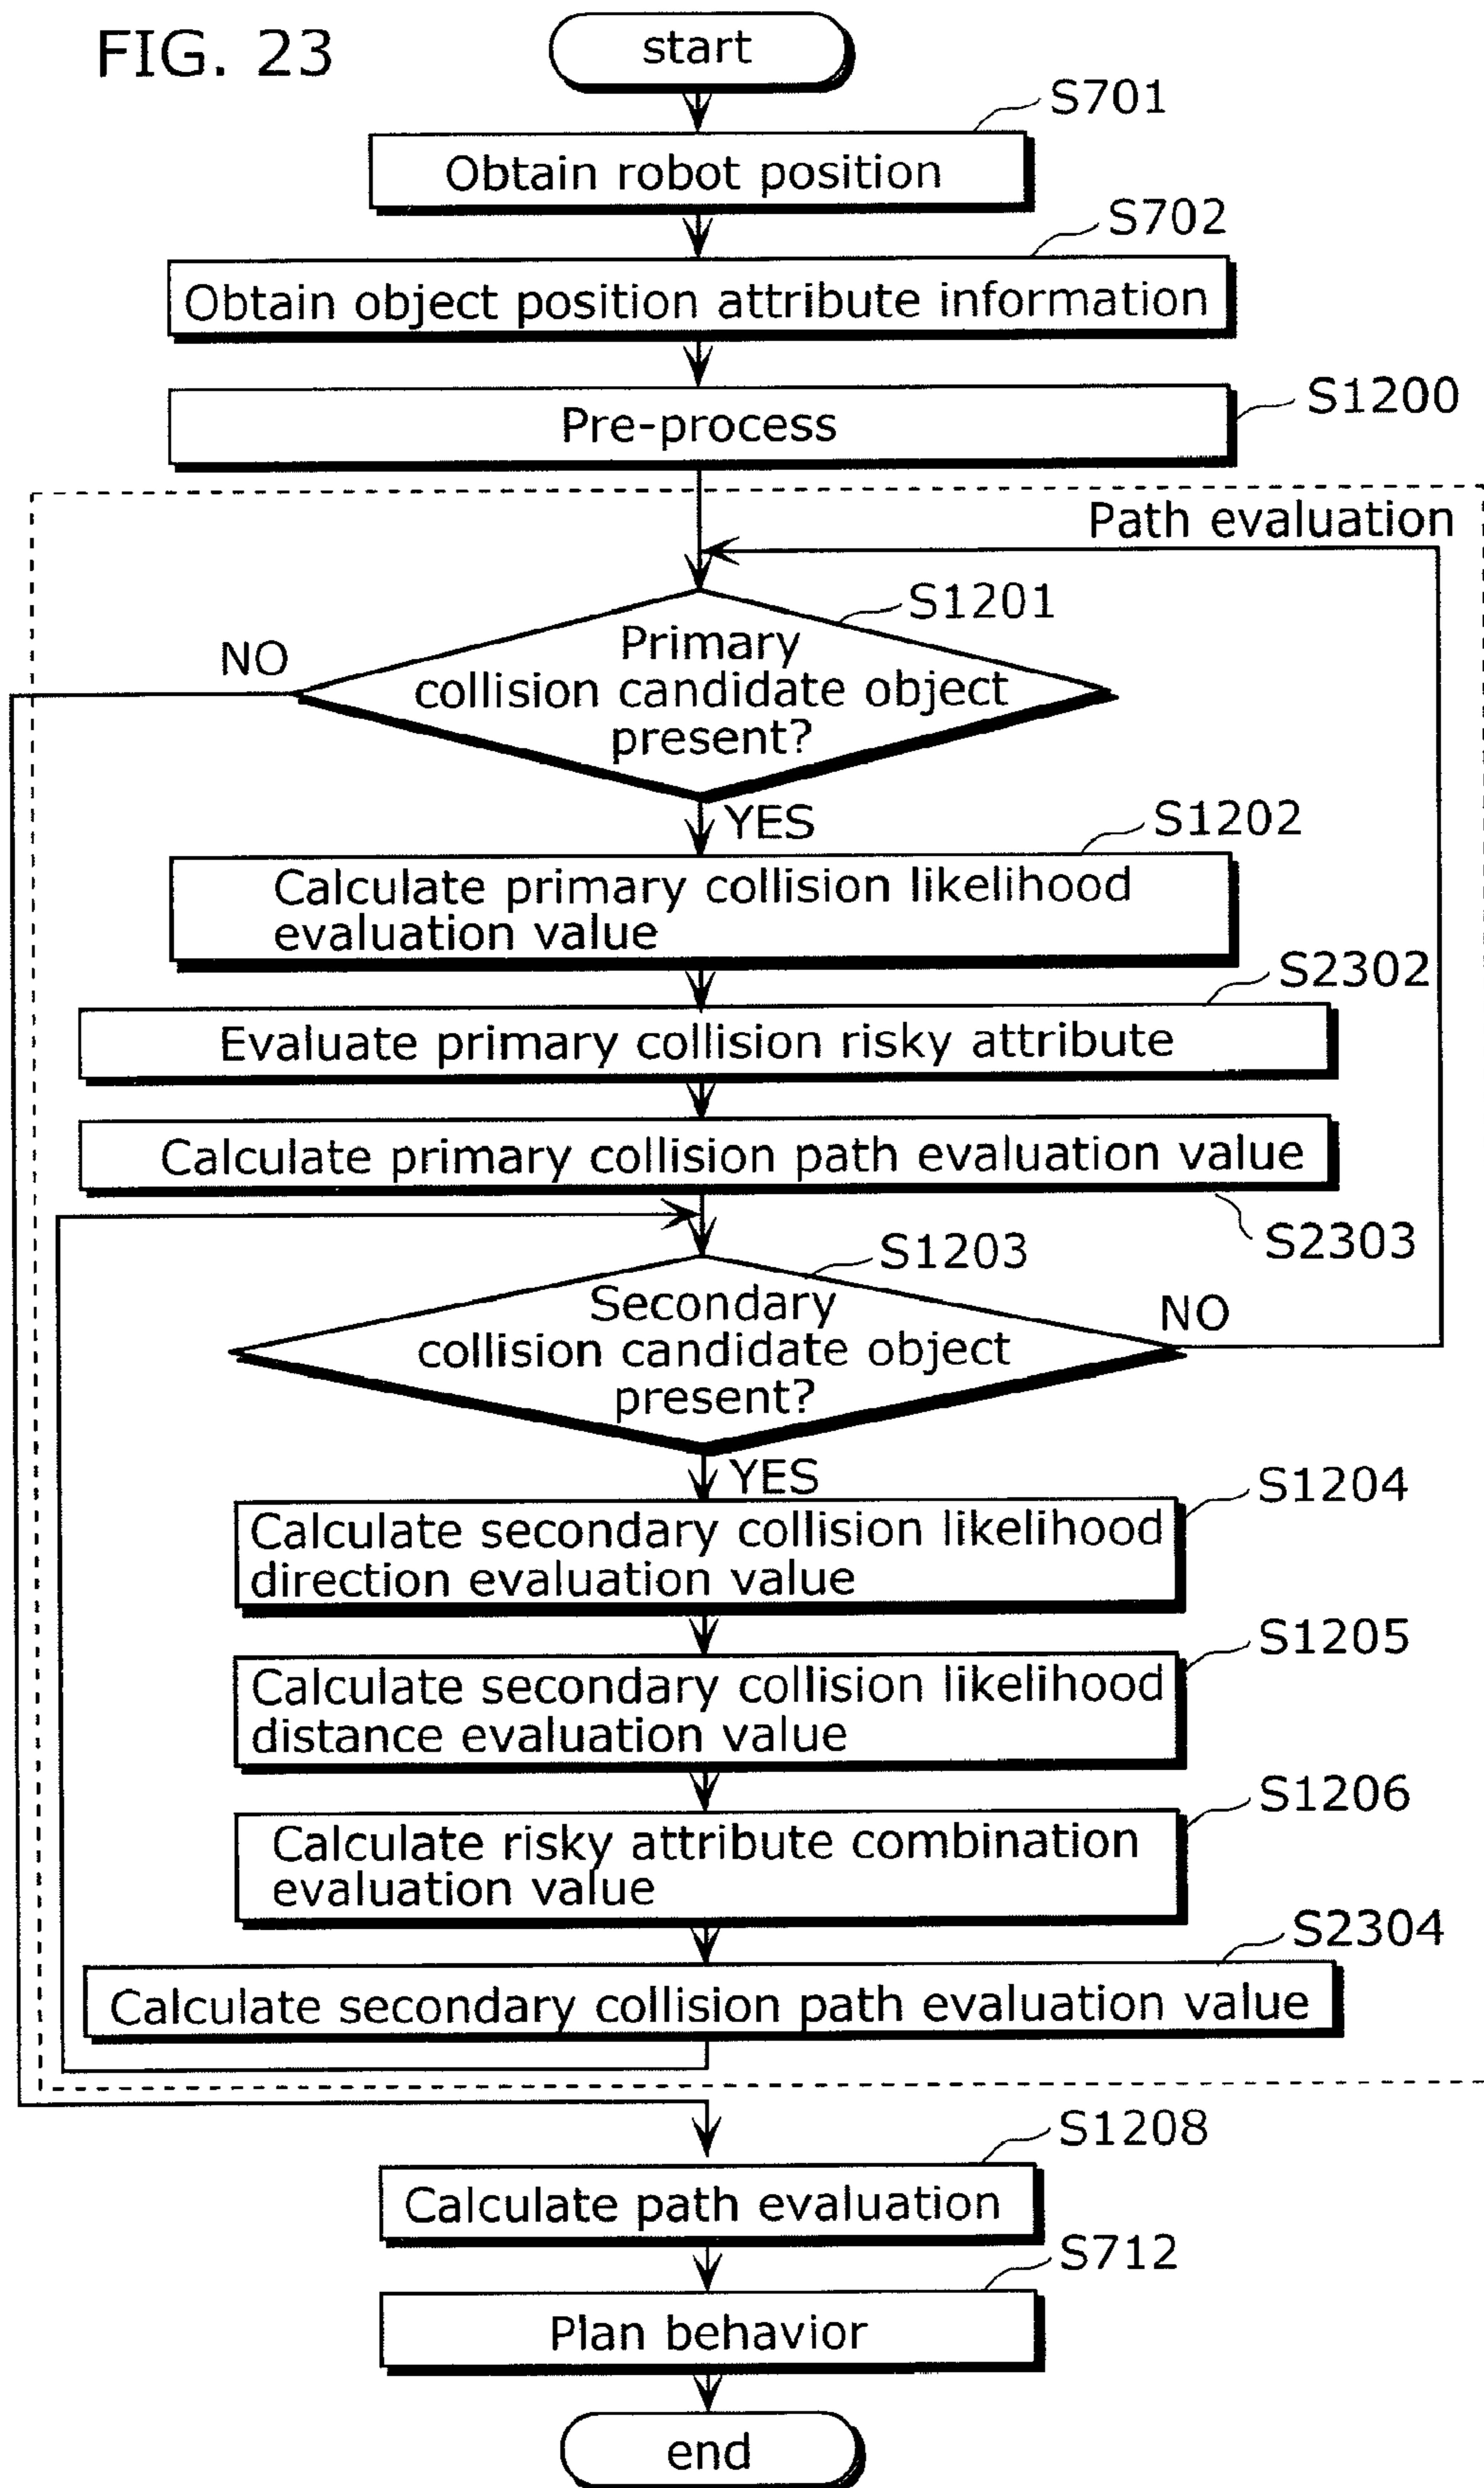 FIG. 23
start
S701
Obtain robot position
S702
Obtain object position attribute information
S1200
Pre-process
Path evaluation
S1201
NO
Primary
collision candidate object
present?
YES
S1202
Calculate primary collision likelihood
evaluation value
S2302
Evaluate primary collision risky attribute
Calculate primary collision path evaluation value
S2303
S1203
Secondary
NO
collision candidate object
present?
YES
S1204
Calculate secondary collision likelihood
direction evaluation value
S1205
Calculate secondary collision likelihood
distance evaluation value
S1206
Calculate risky attribute combination
evaluation value
S2304
Calculate secondary collision path evaluation value
S1208
Calculate path evaluation
S712
Plan behavior
end